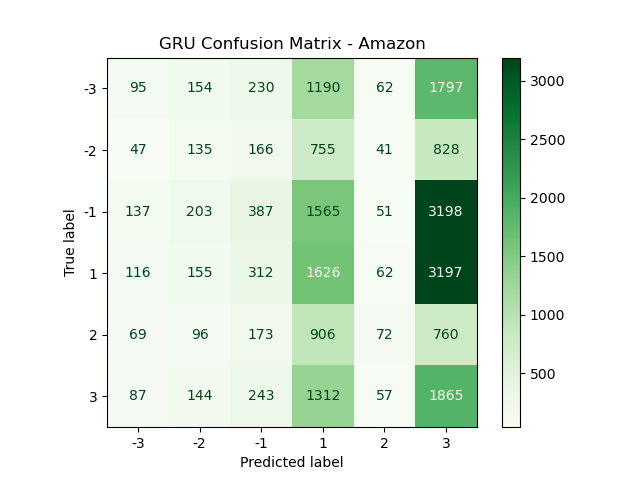 GRU Confusion Matrix - Amazon
-3 95 154 230 1190 62 1797
-2 47 135 166 755 41 828
-1 137 203 387 1565 51 3198
1 116 155 312 1626 62 3197
2 69 96 173 906 72 760
3 87 144 243 1312 57 1865
-3 -2 -1 1 2 3
Predicted label
True label
3000
2500
2000
1500
1000
500